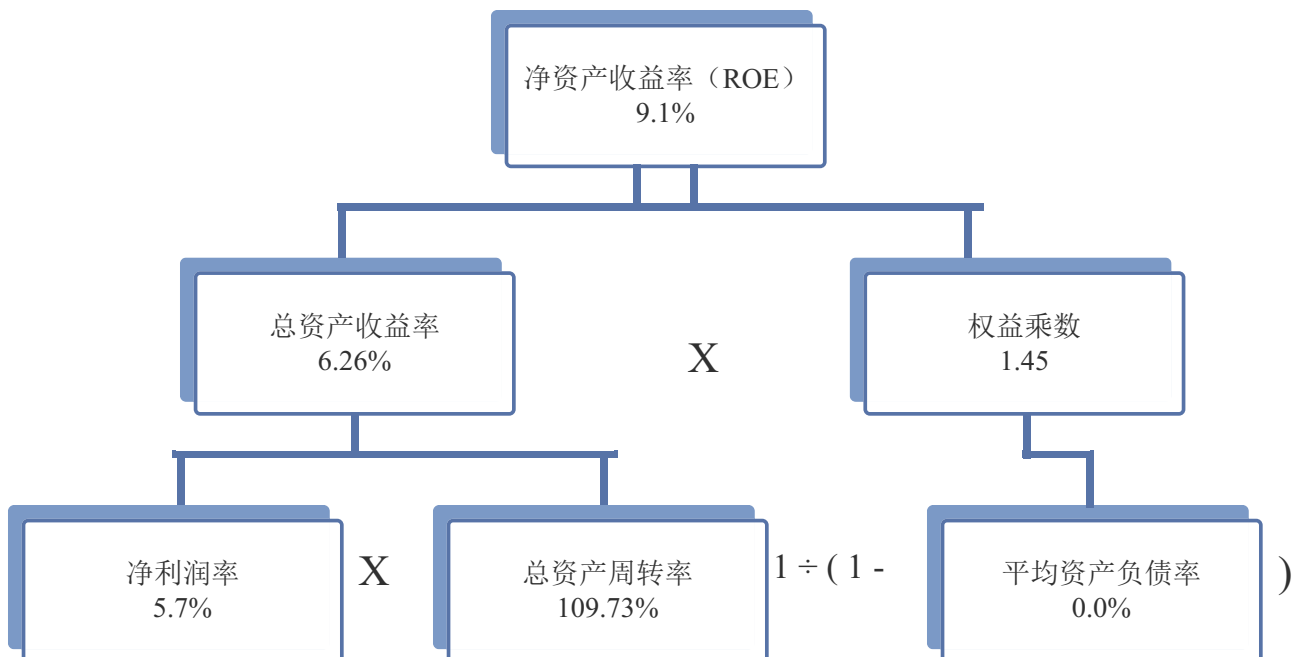 净资产收益率（ROE）
9.1%
总资产收益率
6.26%
X
权益乘数
1.45
净利润率
5.7%
X
总资产周转率
109.73%
1 ÷ ( 1 -
平均资产负债率
0.0%
)